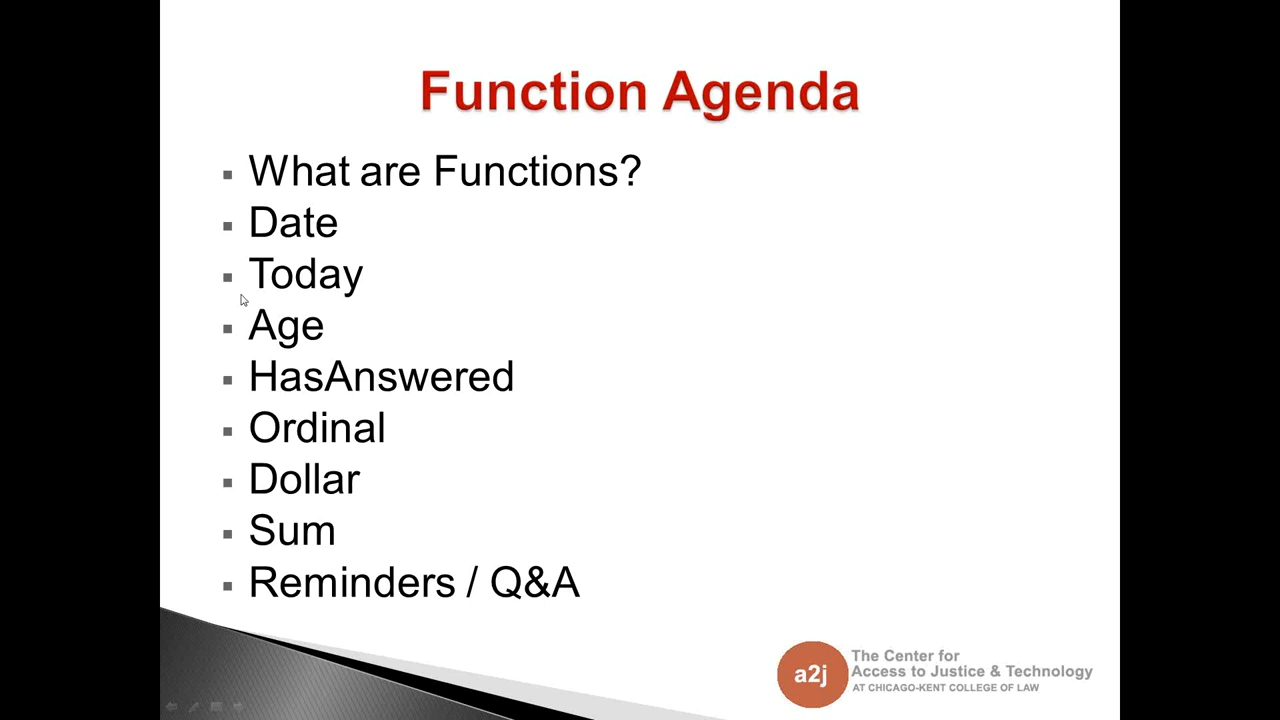 Function Agenda
What are Functions?
Date
Today
Age
HasAnswered
Ordinal
Dollar
Sum
Reminders / Q&A
a2j
The Center for
Access to Justice & Technology
AT CHICAGO-KENT COLLEGE OF LAW